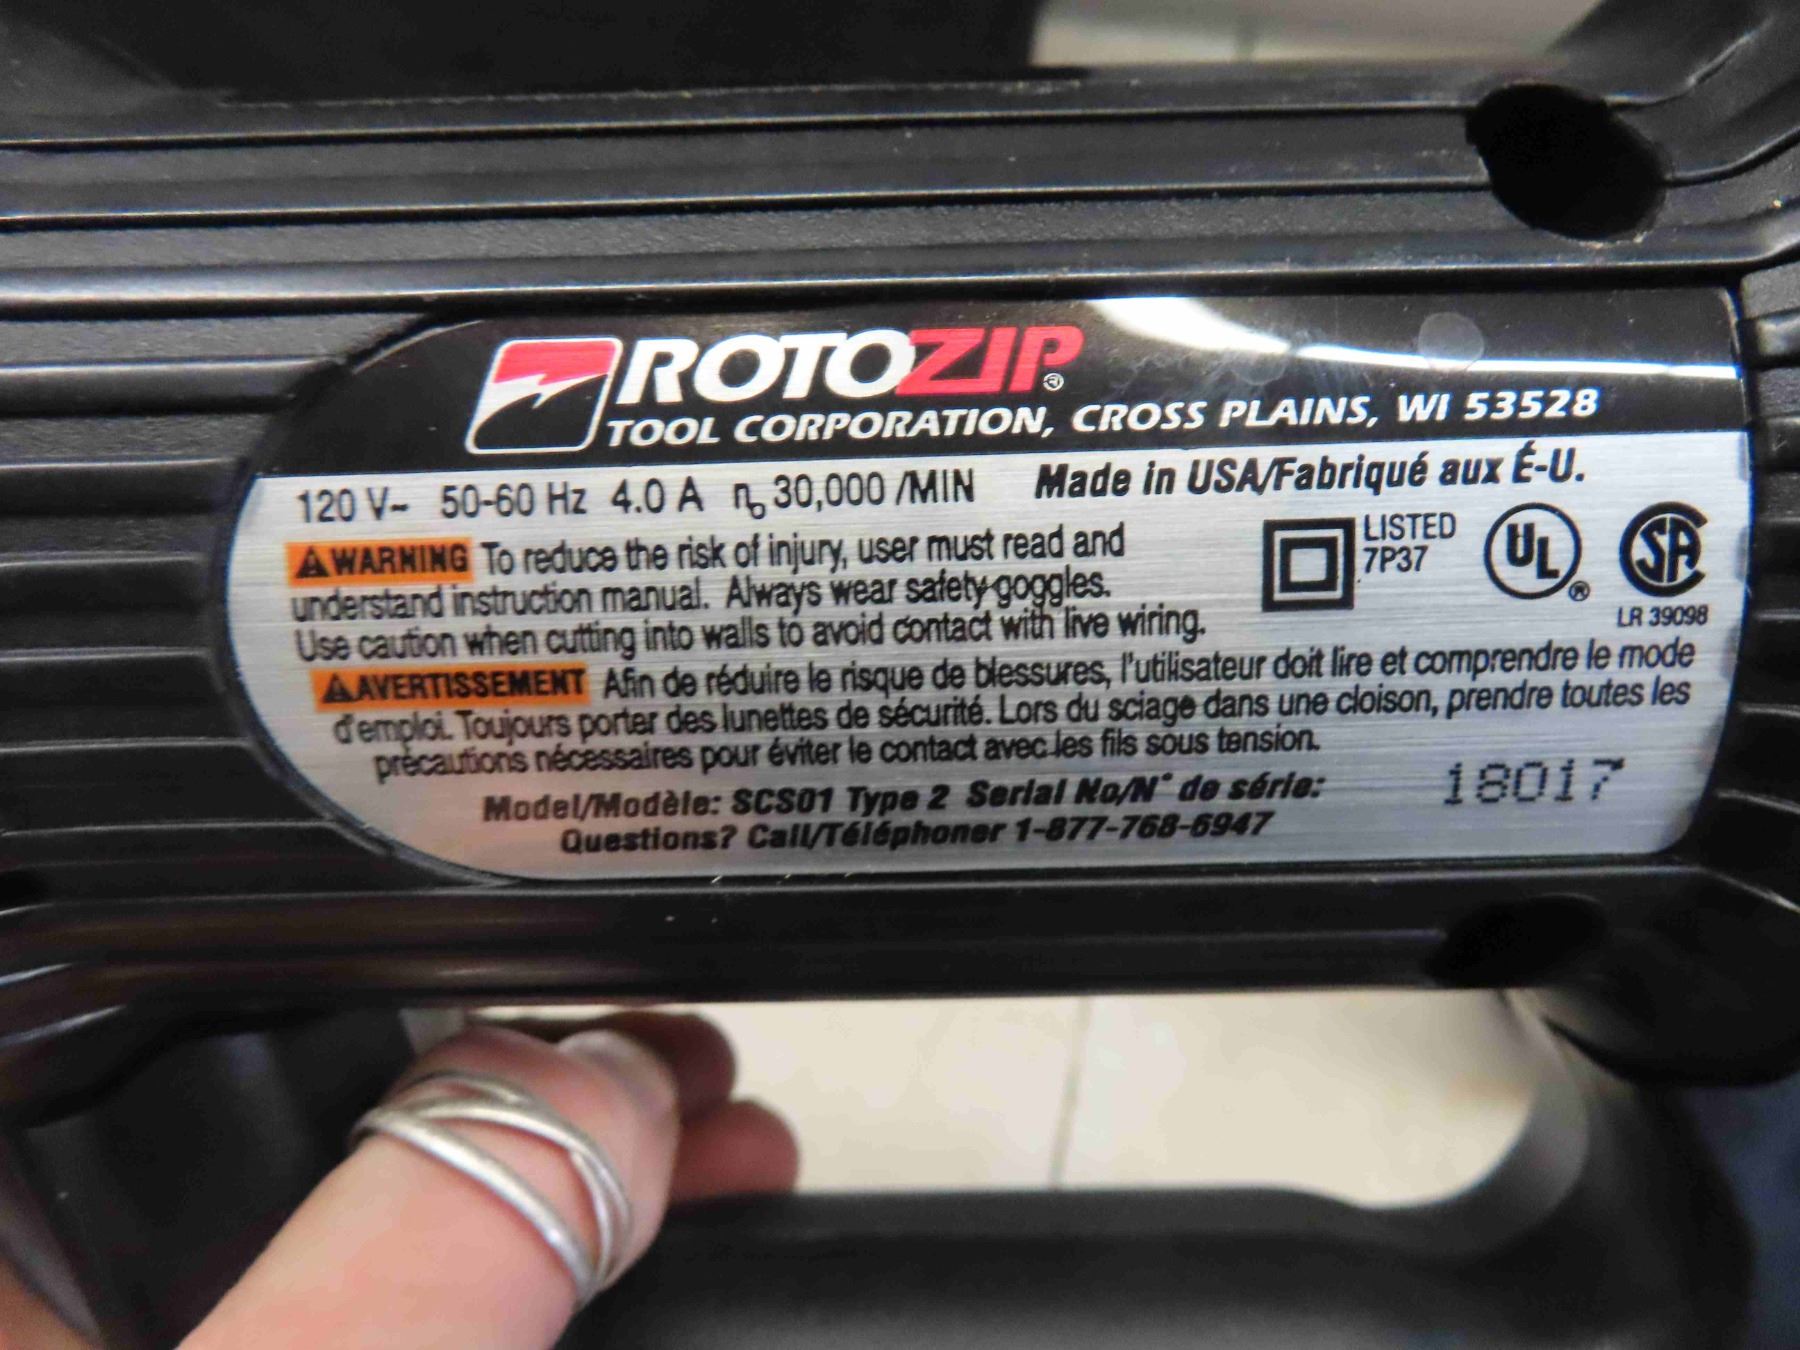 ROTOZIP®
TOOL CORPORATION, CROSS PLAINS, WI 53528
120 V~ 50-60 Hz 4.0 A n₀ 30,000 /MIN Made in USA/Fabriqué aux É-U.
⚠WARNING To reduce the risk of injury, user must read and
understand instruction manual. Always wear safety goggles.
Use caution when cutting into walls to avoid contact with live wiring.
LISTED
7P37
UL®
SA
LR 39098
⚠AVERTISSEMENT Afin de réduire le risque de blessures, l'utilisateur doit lire et comprendre le mode
d'emploi. Toujours porter des lunettes de sécurité. Lors du sciage dans une cloison, prendre toutes les
précautions nécessaires pour éviter le contact avec les fils sous tension.
Model/Modèle: SCS01 Type 2 Serial No/N° de série: 18017
Questions? Call/Téléphoner 1-877-768-6947